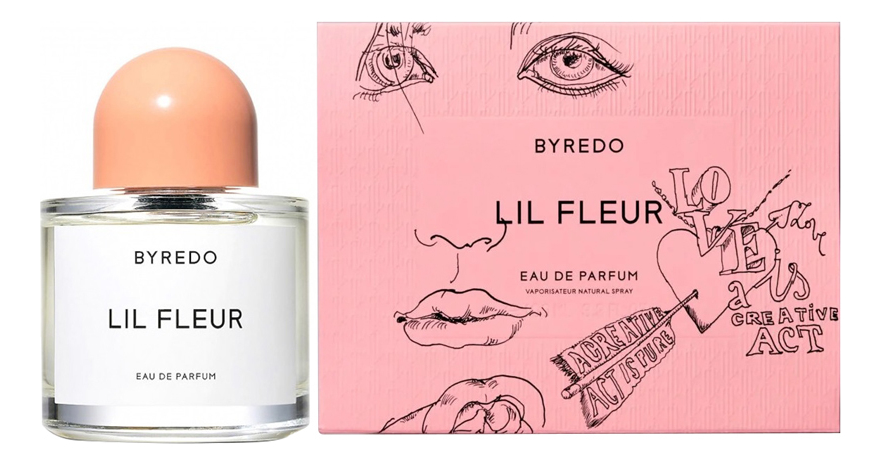 BYREDO
LIL FLEUR
EAU DE PARFUM
BYREDO
LIL FLEUR
EAU DE PARFUM
VAPORISATEUR NATURAL SPRAY
LOVE
Love
a is
CREATIVE
ACT
A CREATIVE
ACT IS PURE